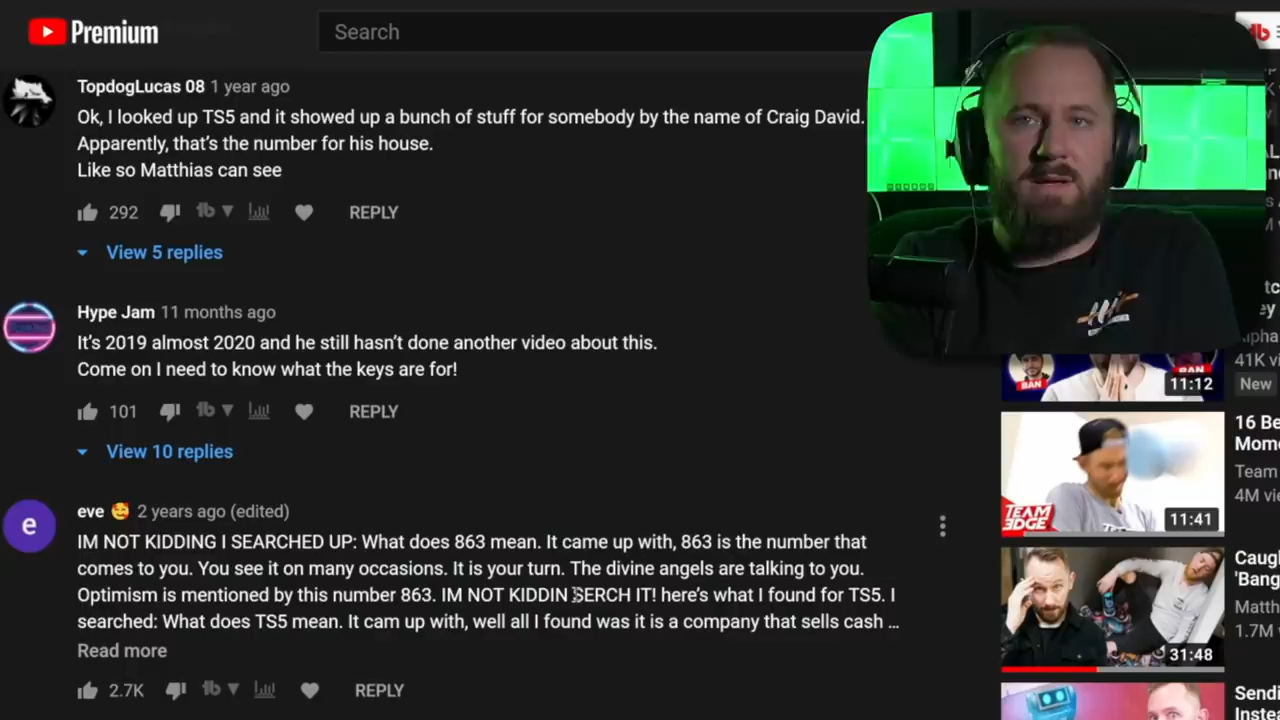 Premium
Search
TopdogLucas 08 1 year ago
Ok, I looked up TS5 and it showed up a bunch of stuff for somebody by the name of Craig David.
Apparently, that's the number for his house.
Like so Matthias can see
292
REPLY
View 5 replies
Hype Jam 11 months ago
It's 2019 almost 2020 and he still hasn't done another video about this.
Come on I need to know what the keys are for!
101
REPLY
View 10 replies
e
eve 2 years ago (edited)
IM NOT KIDDING I SEARCHED UP: What does 863 mean. It came up with, 863 is the number that
comes to you. You see it on many occasions. It is your turn. The divine angels are talking to you.
Optimism is mentioned by this number 863. IM NOT KIDDIN SERCH IT! here's what I found for TS5. I
searched: What does TS5 mean. It cam up with, well all I found was it is a company that sells cash ...
Read more
2.7K
REPLY
BAN
BAN
11:12
41K
New
TEAM
EDGE
11:41
16 Be
Mome
Team
4M vi
31:48
Caug
'Bang
Matth
1.7M
Sendi
Instea